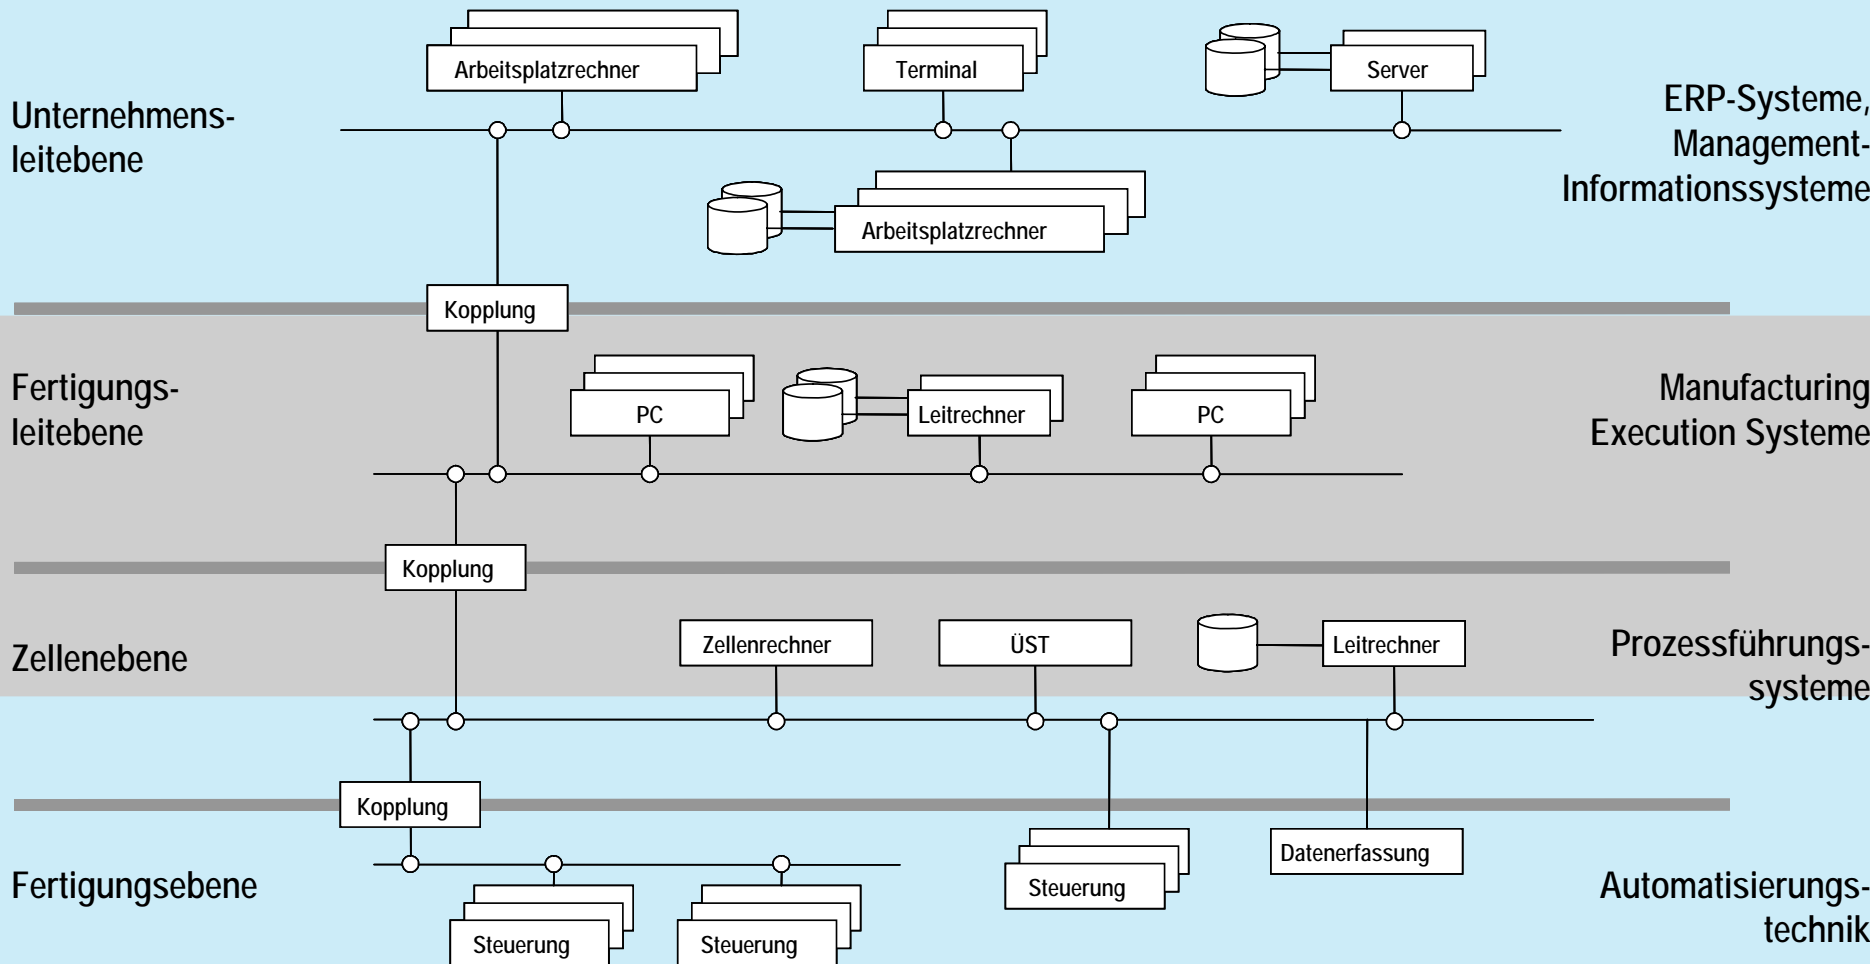 Arbeitsplatzrechner
Terminal
Server
Unternehmens-
leitebene
ERP-Systeme,
Management-
Informationssysteme
Arbeitsplatzrechner
Kopplung
Fertigungs-
leitebene
PC
Leitrechner
PC
Manufacturing
Execution Systeme
Kopplung
Zellenebene
Zellenrechner
ÜST
Leitrechner
Prozessführungs-
systeme
Kopplung
Fertigungsebene
Steuerung
Steuerung
Steuerung
Datenerfassung
Automatisierungs-
technik